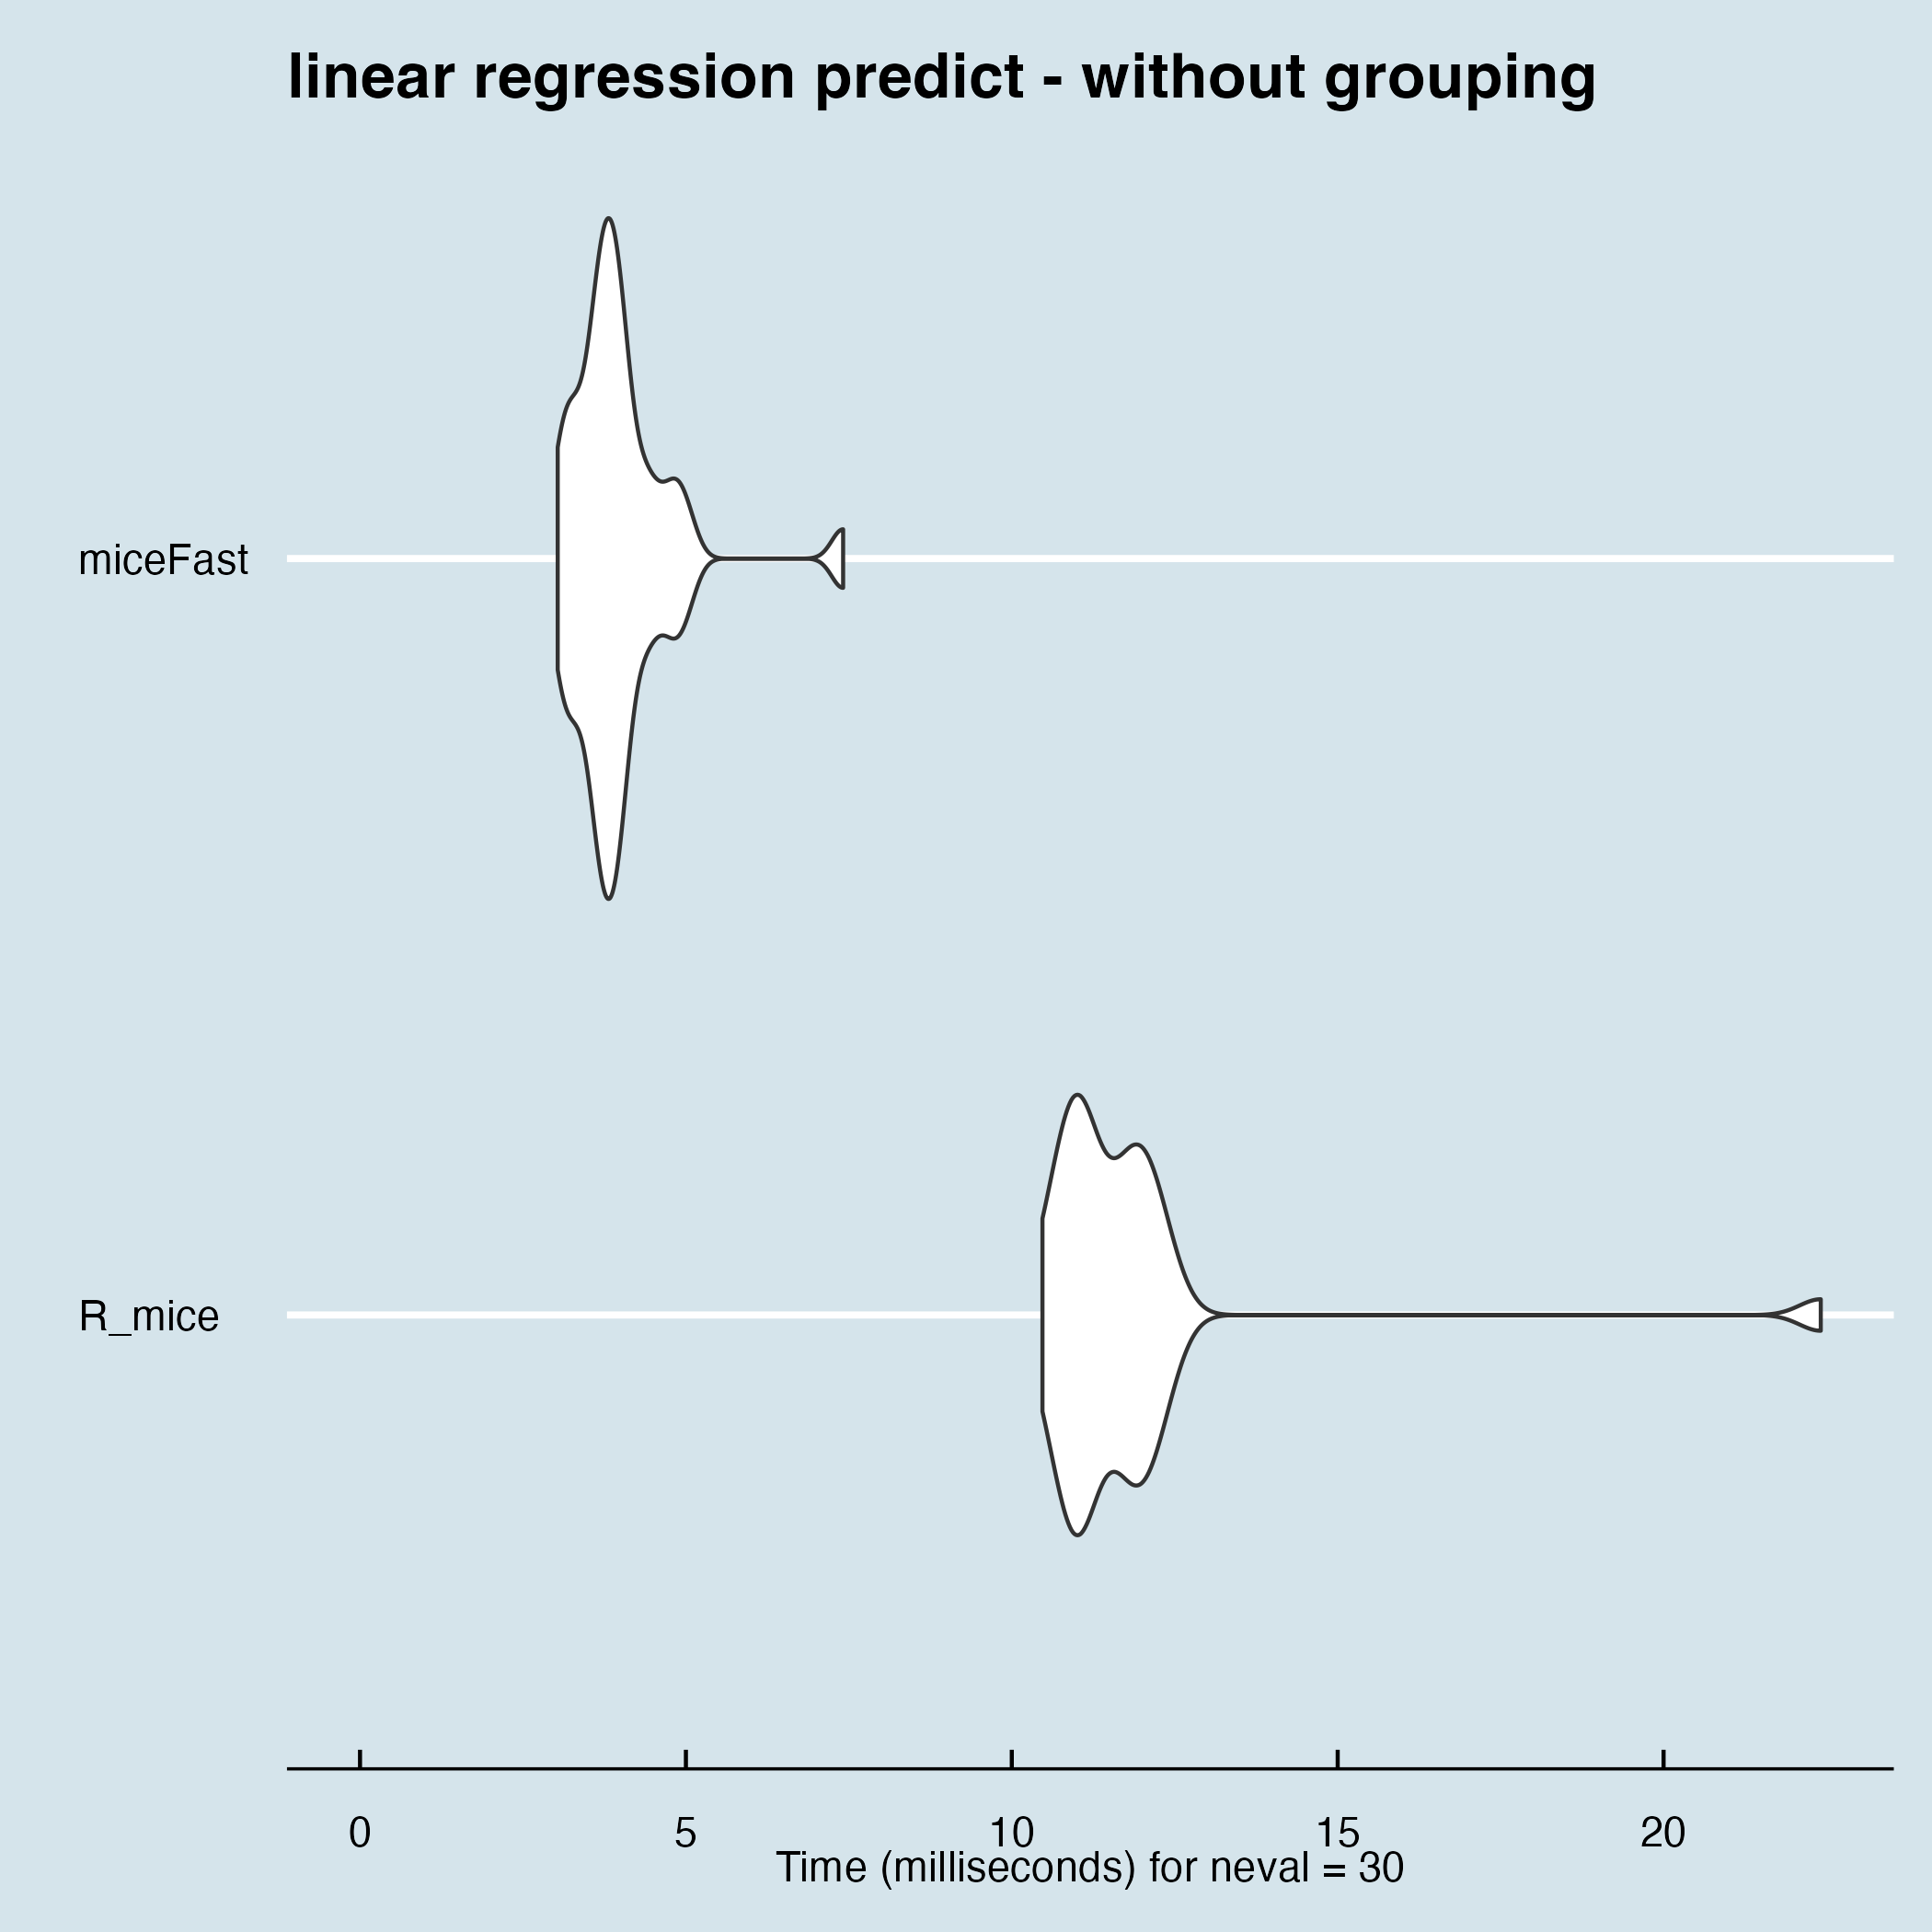 linear regression predict - without grouping
miceFast
R_mice
0 5 10 15 20
Time (milliseconds) for neval = 30